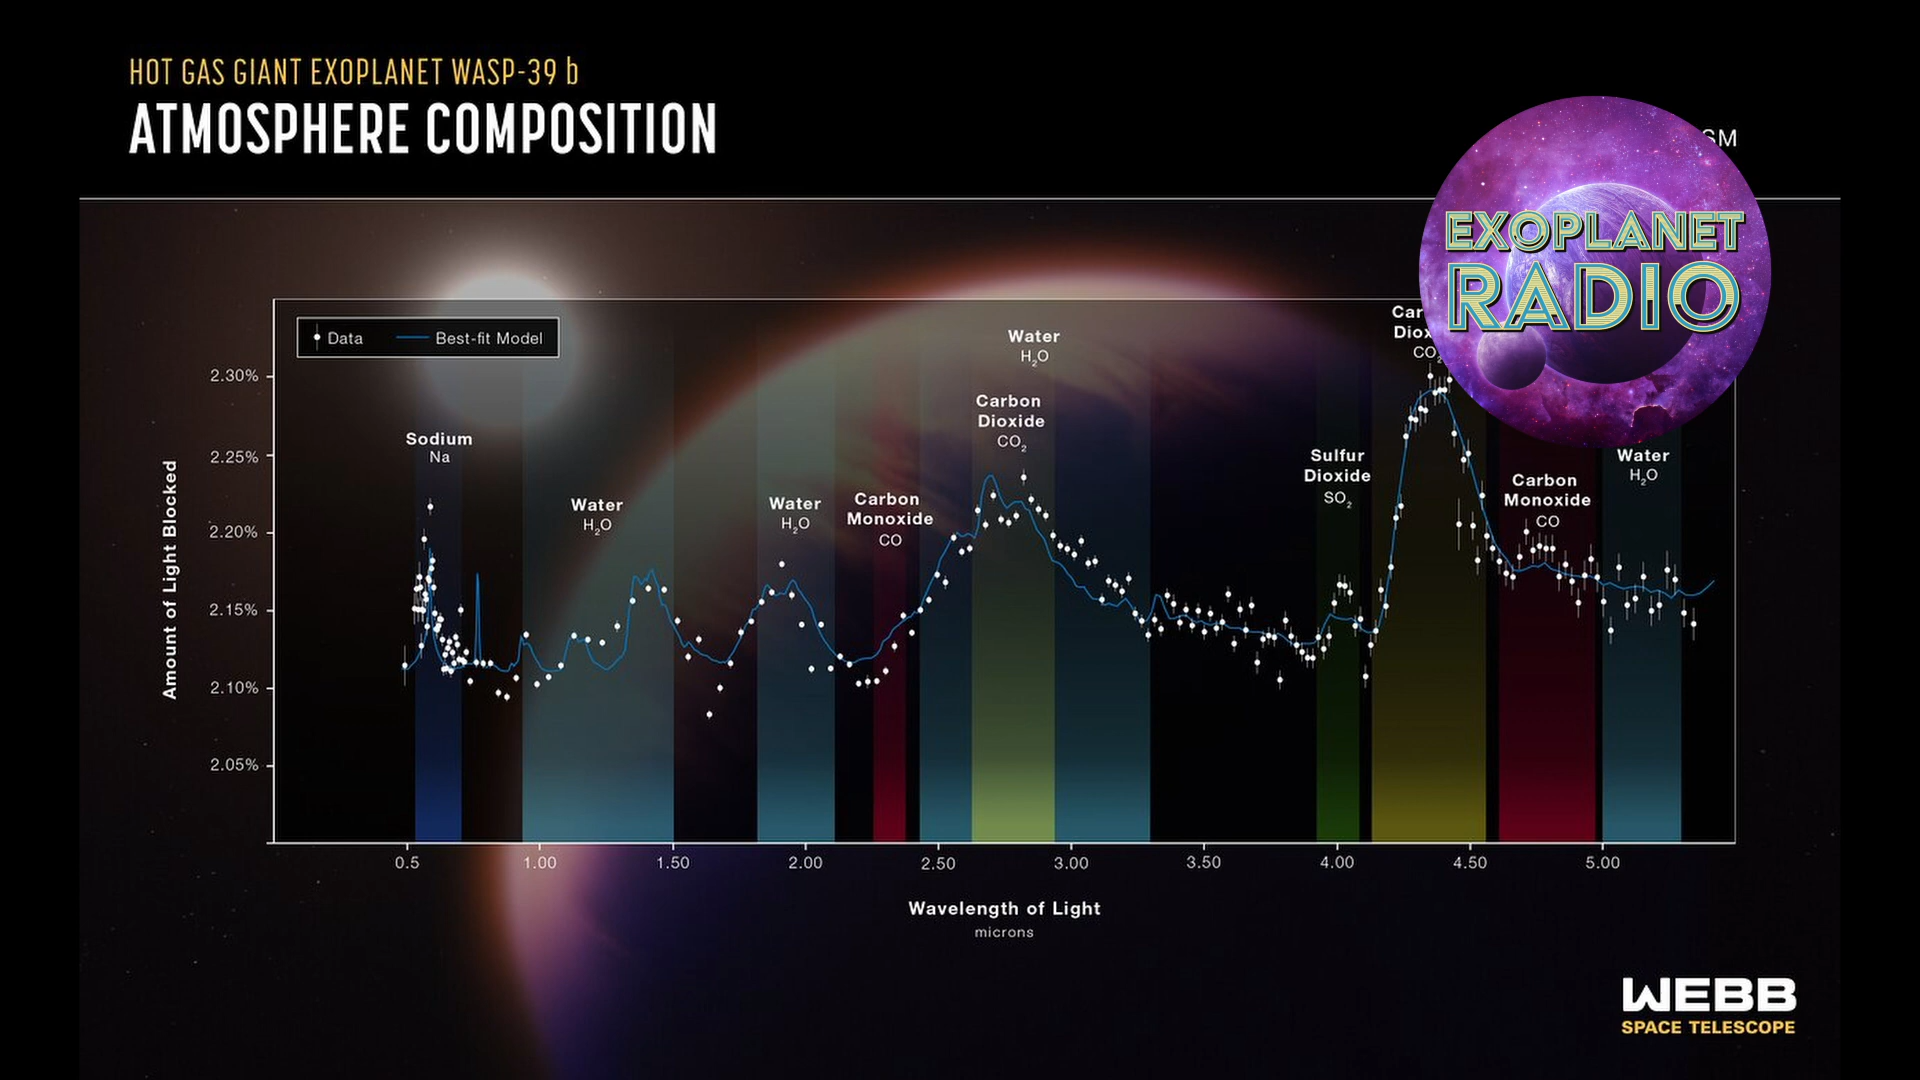 HOT GAS GIANT EXOPLANET WASP-39 b
ATMOSPHERE COMPOSITION
SM
EXOPLANET
RADIO
Data
Best-fit Model
Amount of Light Blocked
2.30%
2.25%
2.20%
2.15%
2.10%
2.05%
Sodium
Na
Water
H₂O
Water
H₂O
Carbon
Monoxide
CO
Water
H₂O
Carbon
Dioxide
CO₂
Sulfur
Dioxide
SO₂
Car
Diox
CO₂
Carbon
Monoxide
CO
Water
H₂O
0.5
1.00
1.50
2.00
2.50
3.00
3.50
4.00
4.50
5.00
Wavelength of Light
microns
WEBB
SPACE TELESCOPE